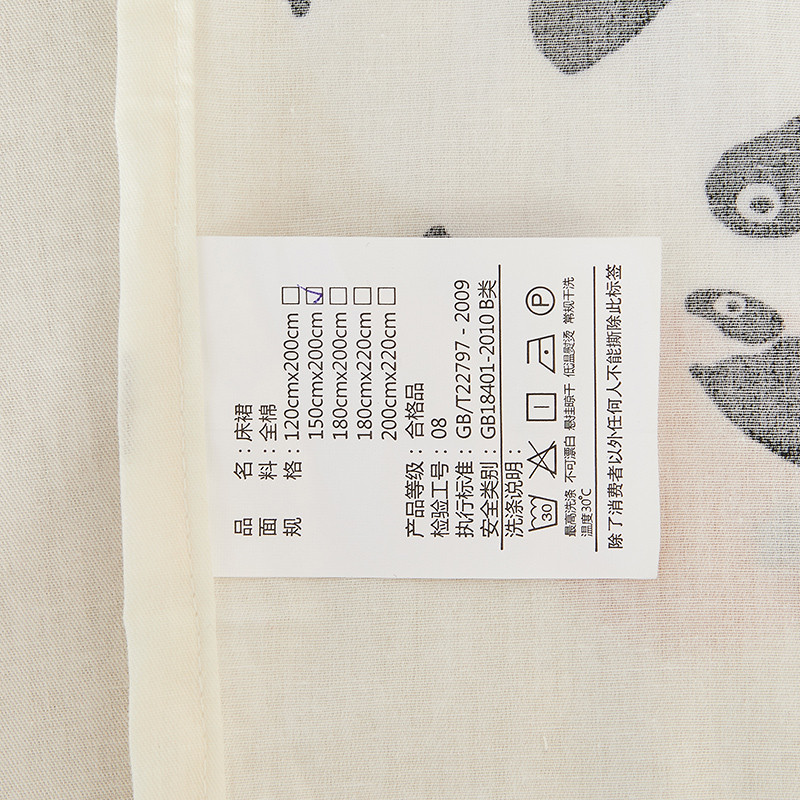 品 名：床裙
面 料：全棉
规 格：120cmx200cm□
150cmx200cm☑
180cmx200cm□
180cmx220cm□
200cmx220cm□
产品等级：合格品
检验工号：08
执行标准：GB/T22797 - 2009
安全类别：GB18401-2010 B类
洗涤说明：
30 P
最高洗涤温度30℃ 不可漂白 悬挂晾干 低温熨烫 常规干洗
除了消费者以外任何人不能撕除此标签